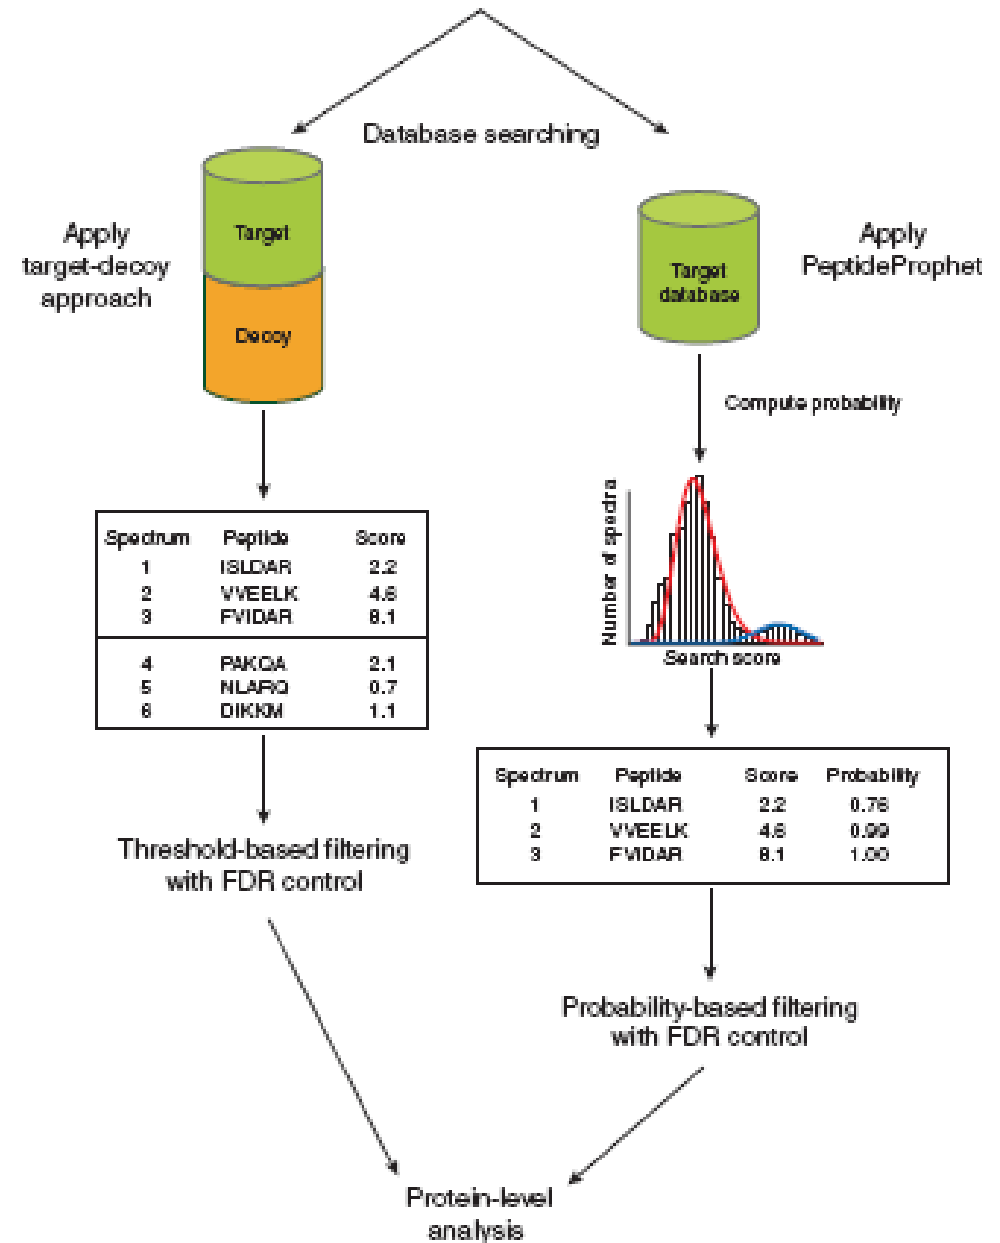 Database searching
Apply
target-decoy
approach
Target
Decoy
Apply
PeptideProphet
Target
database
Compute probability
Spectrum Peptide Score
1 ISLDAR 2.2
2 VVEELK 4.6
3 FVIDAR 8.1
4 PAKQA 2.1
5 NLARQ 0.7
6 DIKKM 1.1
Number of spectra
Search score
Spectrum Peptide Score Probability
1 ISLDAR 2.2 0.76
2 VVEELK 4.6 0.99
3 FVIDAR 8.1 1.00
Threshold-based filtering
with FDR control
Probability-based filtering
with FDR control
Protein-level
analysis